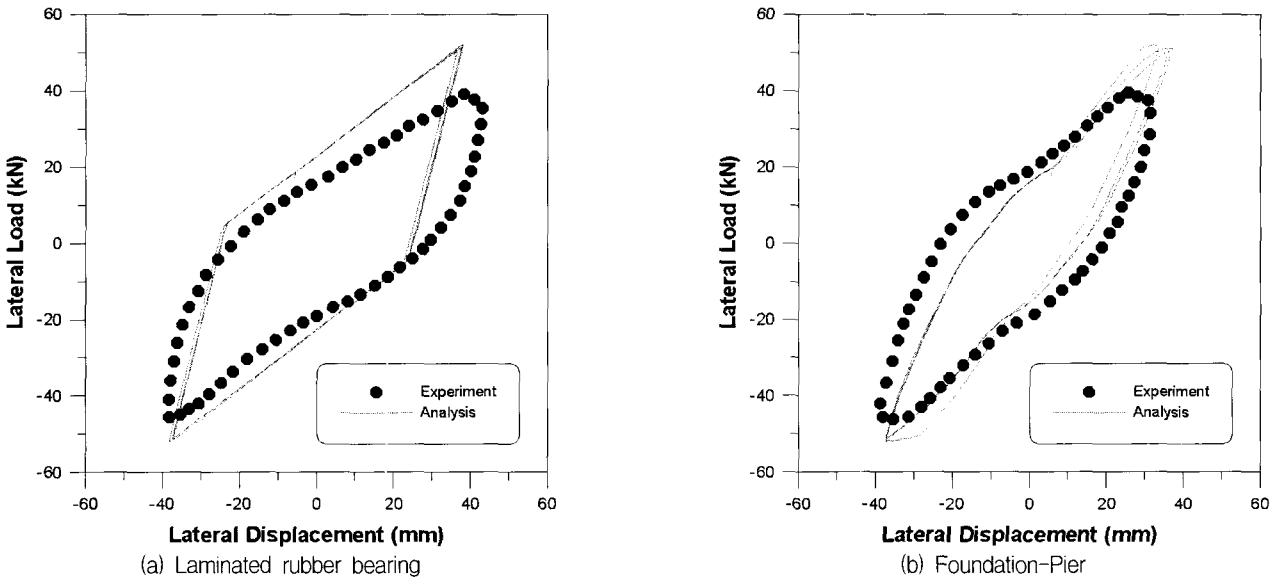 60
40
20
0
-20
-40
-60
Lateral Load (kN)
Experiment
Analysis
-60 -40 -20 0 20 40 60
Lateral Displacement (mm)
(a) Laminated rubber bearing
60
40
20
0
-20
-40
-60
Lateral Load (kN)
Experiment
Analysis
-60 -40 -20 0 20 40 60
Lateral Displacement (mm)
(b) Foundation-Pier